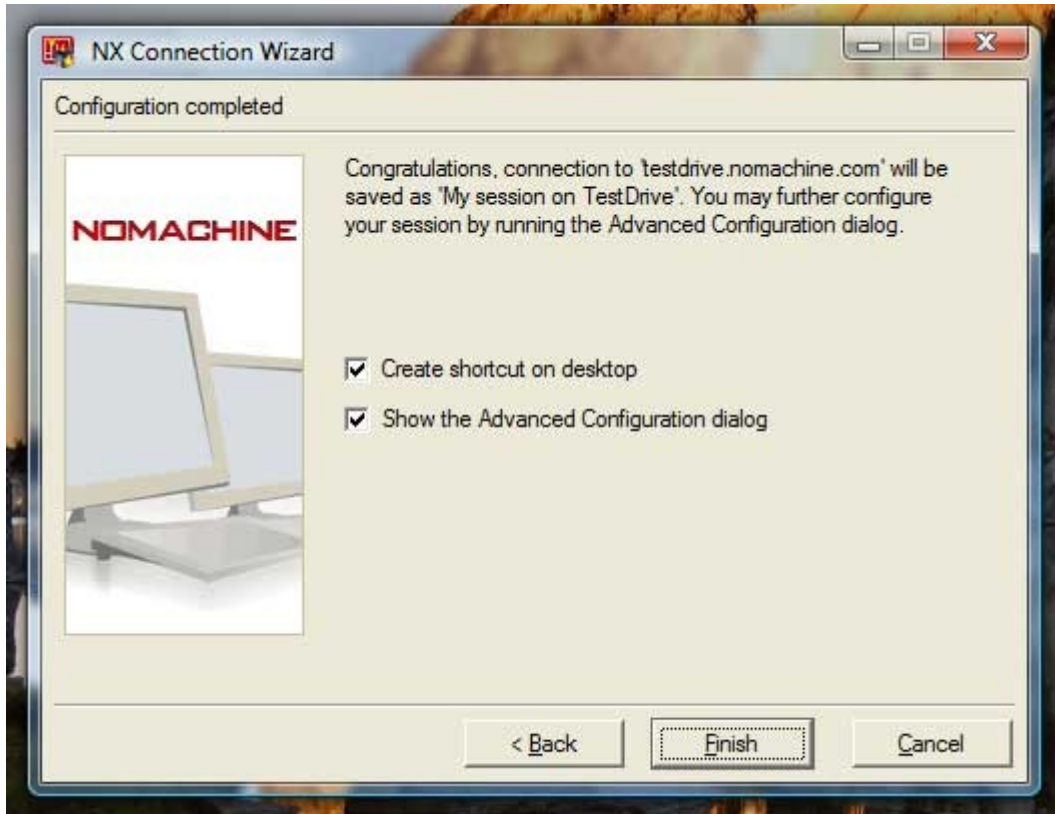 NX Connection Wizard
Configuration completed
NOMACHINE
Congratulations, connection to 'testdrive.nomachine.com' will be
saved as 'My session on TestDrive'. You may further configure
your session by running the Advanced Configuration dialog.
Create shortcut on desktop
Show the Advanced Configuration dialog
< Back
Finish
Cancel